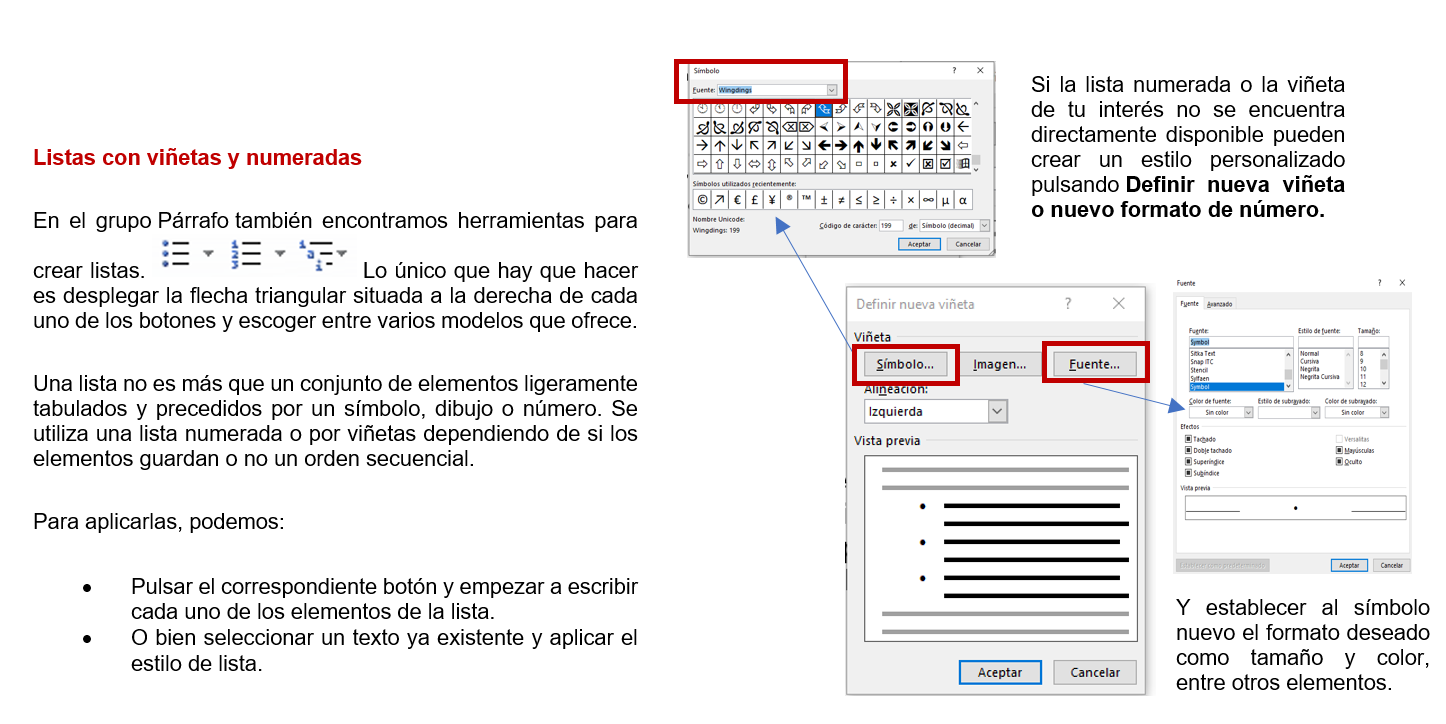 Listas con viñetas y numeradas
En el grupo Párrafo también encontramos herramientas para
crear listas. Lo único que hay que hacer
es desplegar la flecha triangular situada a la derecha de cada
uno de los botones y escoger entre varios modelos que ofrece.
Una lista no es más que un conjunto de elementos ligeramente
tabulados y precedidos por un símbolo, dibujo o número. Se
utiliza una lista numerada o por viñetas dependiendo de si los
elementos guardan o no un orden secuencial.
Para aplicarlas, podemos:
• Pulsar el correspondiente botón y empezar a escribir
cada uno de los elementos de la lista.
• O bien seleccionar un texto ya existente y aplicar el
estilo de lista.
Símbolo
Fuente: Wingdings
Símbolos utilizados recientemente:
© € £ ¥ ® ™ ± ≠ ≤ ≥ ÷ × ∞ µ α
Nombre Unicode:
Wingdings: 199
Código de carácter: 199 de: Símbolo (decimal)
Aceptar Cancelar
Si la lista numerada o la viñeta
de tu interés no se encuentra
directamente disponible pueden
crear un estilo personalizado
pulsando Definir nueva viñeta
o nuevo formato de número.
Definir nueva viñeta ?
Viñeta
Símbolo... Imagen... Fuente...
Alineación:
Izquierda
Vista previa
Aceptar Cancelar
Fuente ?
Fuente Avanzado
Fuente: Estilo de fuente: Tamaño:
Symbol
Sitka Text Normal 8
Snap ITC Cursiva 9
Stencil Negrita 10
Sylfaen Negrita Cursiva 11
Symbol 12
Color de fuente: Estilo de subrayado: Color de subrayado:
Sin color Sin color
Efectos
Tachado Versalitas
Doble tachado Mayúsculas
Superíndice Oculto
Subíndice
Vista previa
Establecer como predeterminado Aceptar Cancelar
Y establecer al símbolo
nuevo el formato deseado
como tamaño y color,
entre otros elementos.